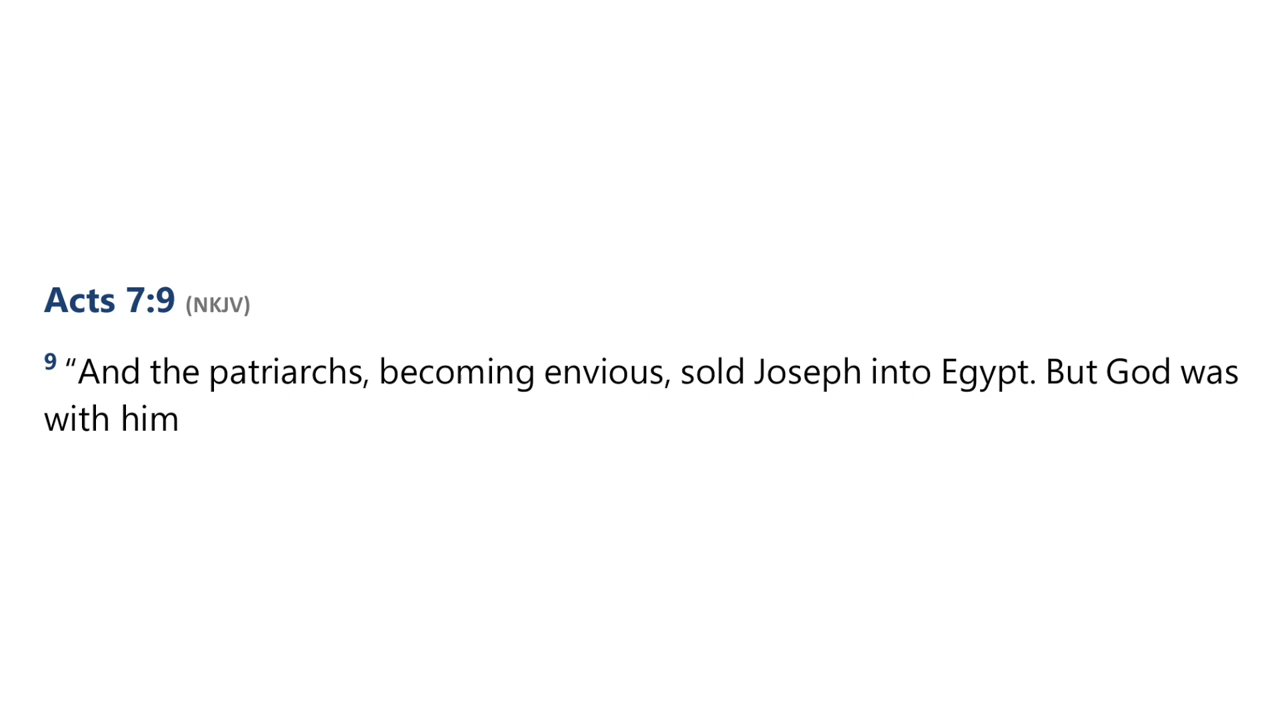 Acts 7:9 (NKJV)
9 “And the patriarchs, becoming envious, sold Joseph into Egypt. But God was
with him